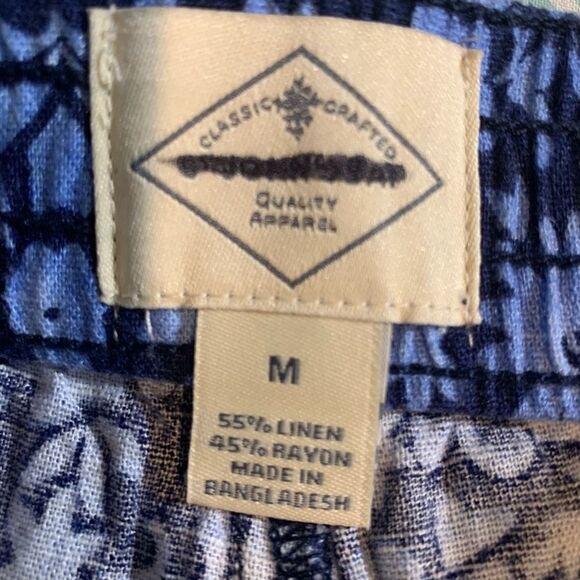 CLASSIC CRAFTED
QUALITY
APPAREL
M
55% LINEN
45% RAYON
MADE IN
BANGLADESH